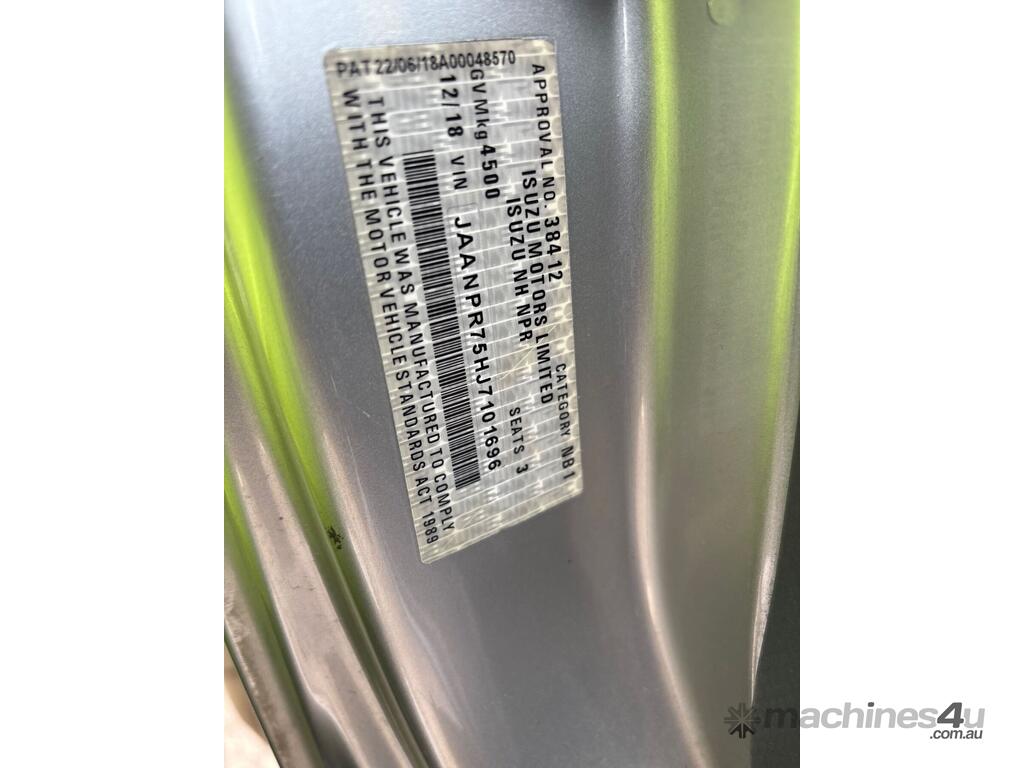 APPROVAL NO. 38412 CATEGORY NB1
ISUZU MOTORS LIMITED
ISUZU NH NPR
GVMkg 4500 SEATS 3
12/18 VIN JAANPR75HJ7101696
THIS VEHICLE WAS MANUFACTURED TO COMPLY
WITH THE MOTOR VEHICLE STANDARDS ACT 1989
PAT22/06/18A00048570
machines4u
.com.au